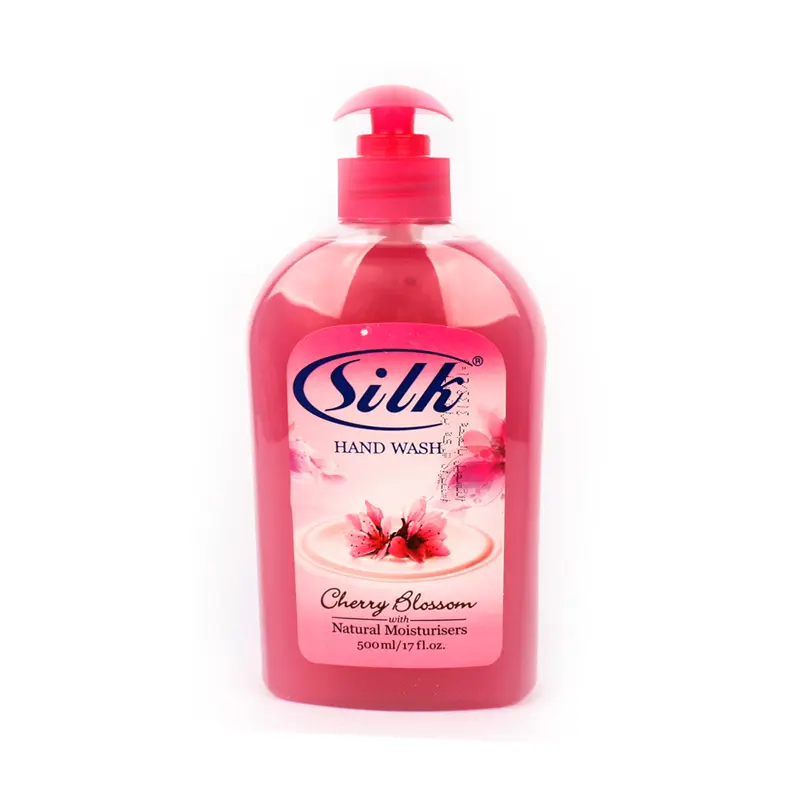 Silk®
HAND WASH
Cherry Blossom
with
Natural Moisturisers
500ml/17 fl.oz.